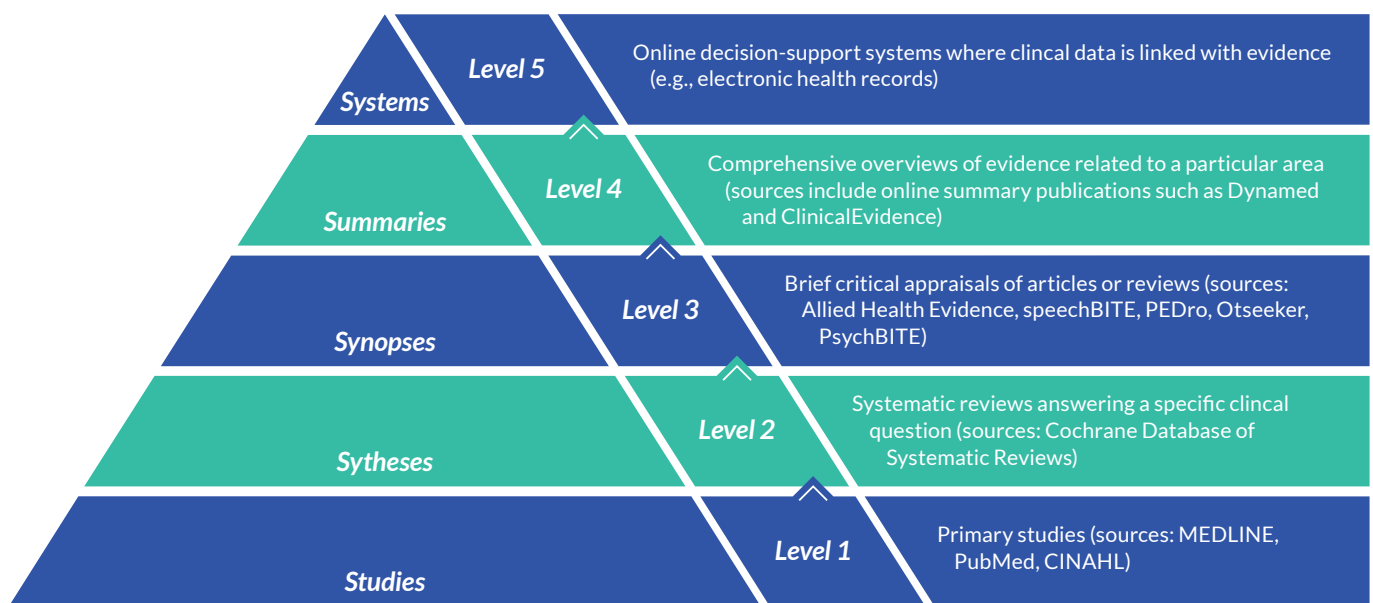 Systems
Level 5
Online decision-support systems where clincal data is linked with evidence
(e.g., electronic health records)
Summaries
Level 4
Comprehensive overviews of evidence related to a particular area
(sources include online summary publications such as Dynamed
and ClinicalEvidence)
Synopses
Level 3
Brief critical appraisals of articles or reviews (sources:
Allied Health Evidence, speechBITE, PEDro, Otseeker,
PsychBITE)
Sytheses
Level 2
Systematic reviews answering a specific clincal
question (sources: Cochrane Database of
Systematic Reviews)
Studies
Level 1
Primary studies (sources: MEDLINE,
PubMed, CINAHL)